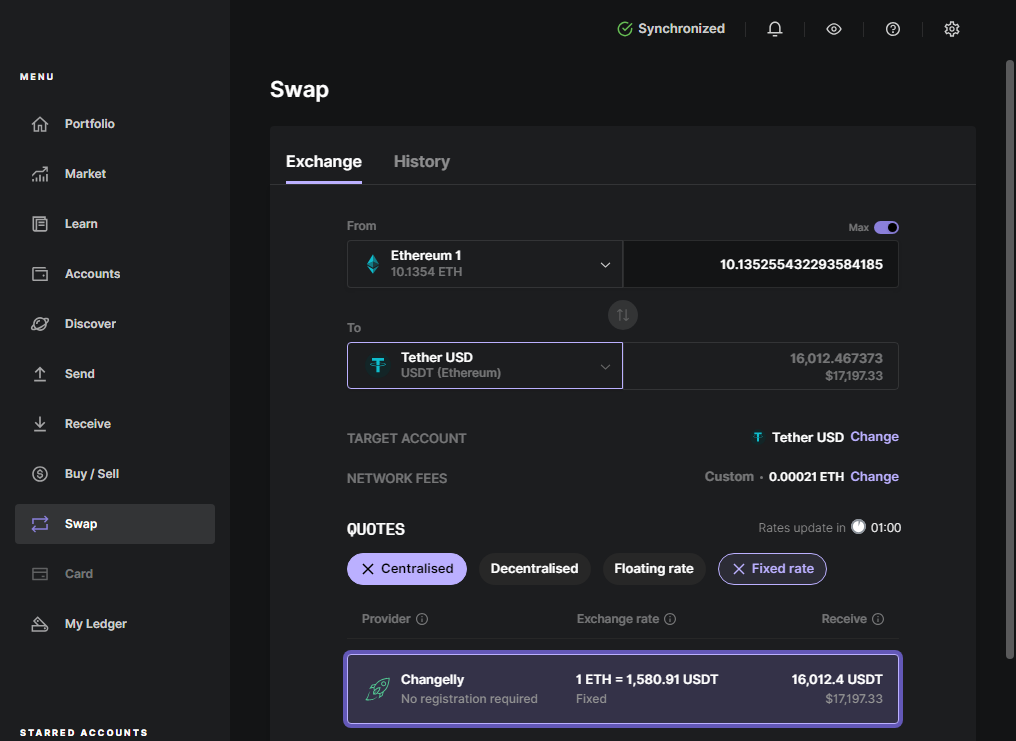 Synchronized
MENU
Portfolio
Market
Learn
Accounts
Discover
Send
Receive
Buy / Sell
Swap
Card
My Ledger
STARRED ACCOUNTS
Swap
Exchange History
From Max
Ethereum 1
10.1354 ETH
10.135255432293584185
To
Tether USD
USDT (Ethereum)
16,012.467373
$17,197.33
TARGET ACCOUNT Tether USD Change
NETWORK FEES Custom · 0.00021 ETH Change
QUOTES Rates update in 01:00
Centralised Decentralised Floating rate Fixed rate
Provider Exchange rate Receive
Changelly 1 ETH = 1,580.91 USDT 16,012.4 USDT
No registration required Fixed $17,197.33